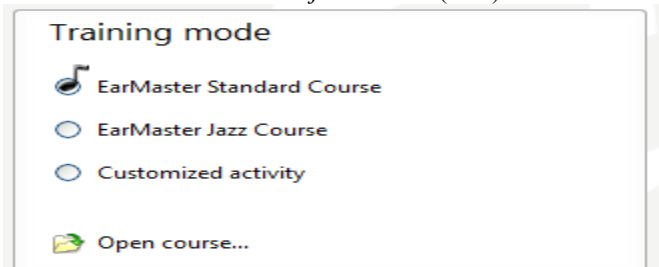 Training mode
EarMaster Standard Course
EarMaster Jazz Course
Customized activity
Open course...